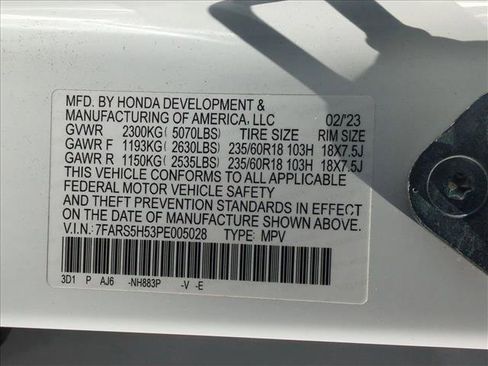 MFD. BY HONDA DEVELOPMENT &
MANUFACTURING OF AMERICA, LLC 02/'23
GVWR 2300KG( 5070LBS) TIRE SIZE RIM SIZE
GAWR F 1193KG( 2630LBS) 235/60R18 103H 18X7.5J
GAWR R 1150KG( 2535LBS) 235/60R18 103H 18X7.5J
THIS VEHICLE CONFORMS TO ALL APPLICABLE
FEDERAL MOTOR VEHICLE SAFETY
AND THEFT PREVENTION STANDARDS IN EFFECT ON
THE DATE OF MANUFACTURE SHOWN ABOVE.
V.I.N.: 7FARS5H53PE005028 TYPE: MPV
3D1 P AJ6 -NH883P -V -E